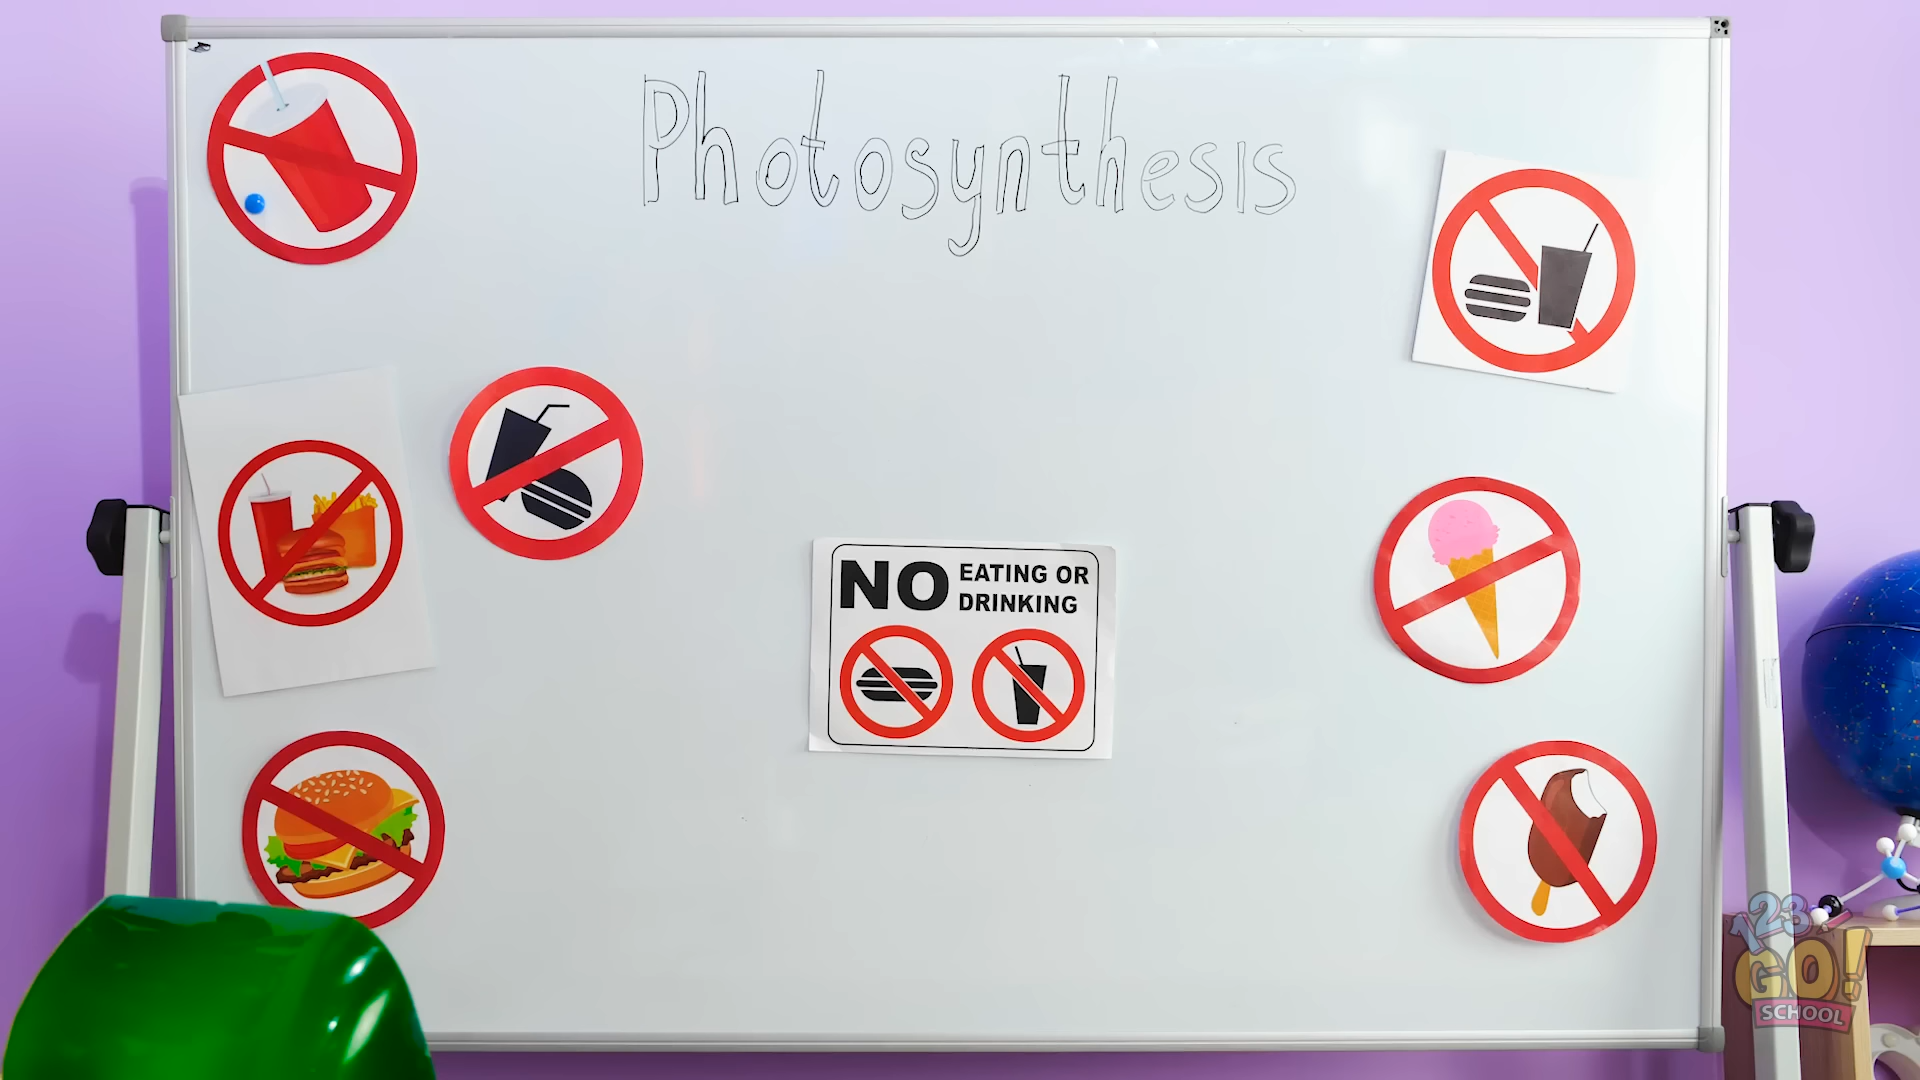 Photosynthesis
NO EATING OR
DRINKING
123
GO!
SCHOOL